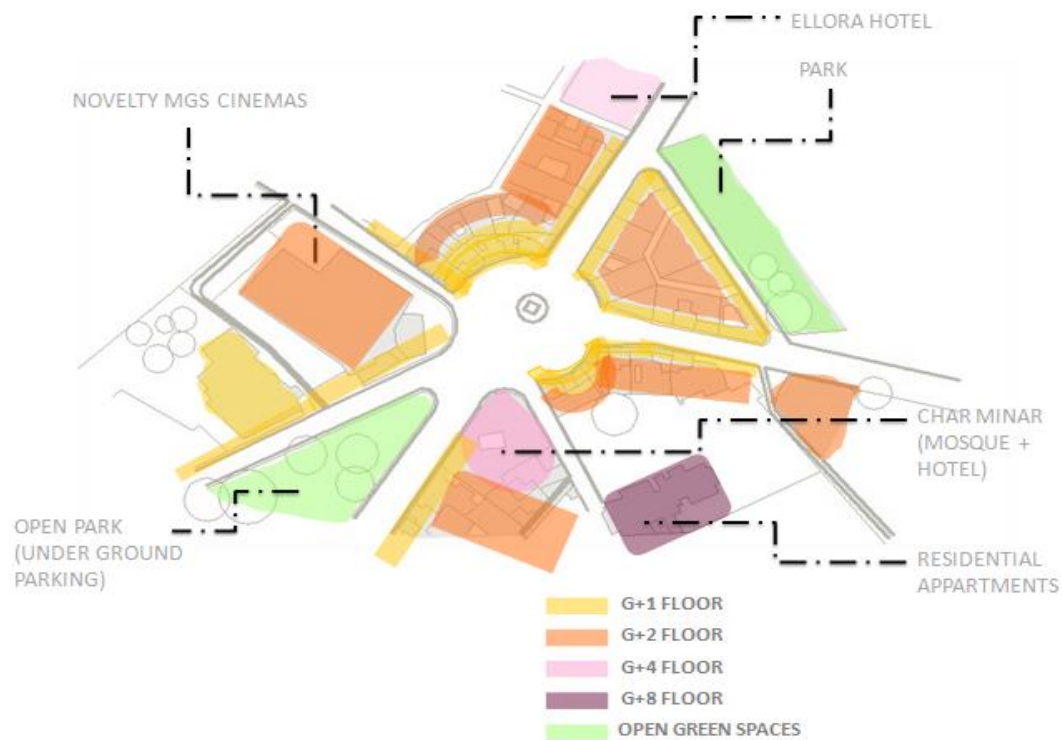 ELLORA HOTEL
PARK
NOVELTY MGS CINEMAS
CHAR MINAR
(MOSQUE +
HOTEL)
OPEN PARK
(UNDER GROUND
PARKING)
RESIDENTIAL
APPARTMENTS
G+1 FLOOR
G+2 FLOOR
G+4 FLOOR
G+8 FLOOR
OPEN GREEN SPACES